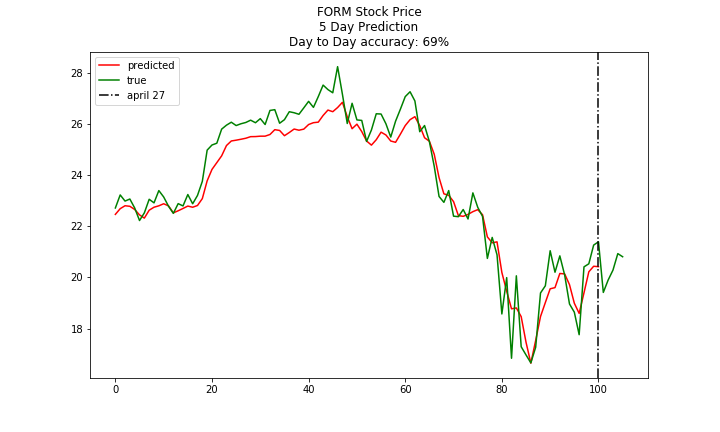 FORM Stock Price
5 Day Prediction
Day to Day accuracy: 69%
predicted
true
april 27
28
26
24
22
20
18
0
20
40
60
80
100